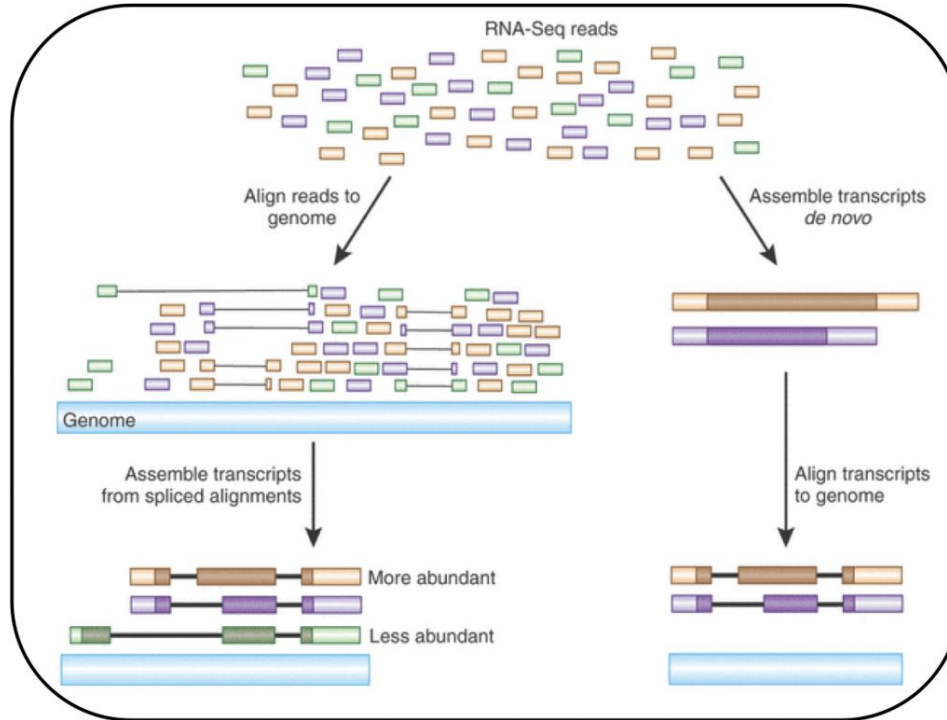 RNA-Seq reads
Align reads to
genome
Assemble transcripts
de novo
Genome
Assemble transcripts
from spliced alignments
Align transcripts
to genome
More abundant
Less abundant